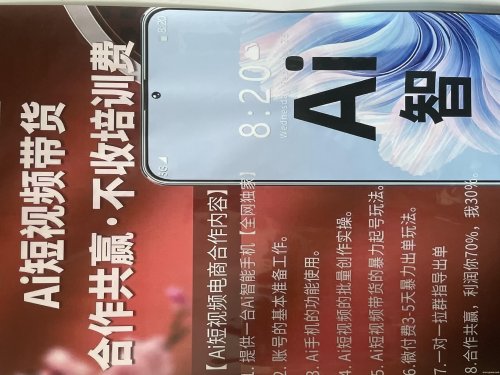 Ai短视频带货
合作共赢·不收培训费
5G
8:20
8:20
Wednesday
Ai
智
【Ai短视频电商合作内容】
1. 提供一台Ai智能手机【全网独家】
2. 账号的基本准备工作。
3. Ai手机的功能使用。
4. Ai短视频的批量创作实操。
5. Ai短视频带货的暴力起号玩法。
6.微付费3-5天暴力出单玩法。
7.一对一拉群指导出单
8.合作共赢，利润你70%，我30%